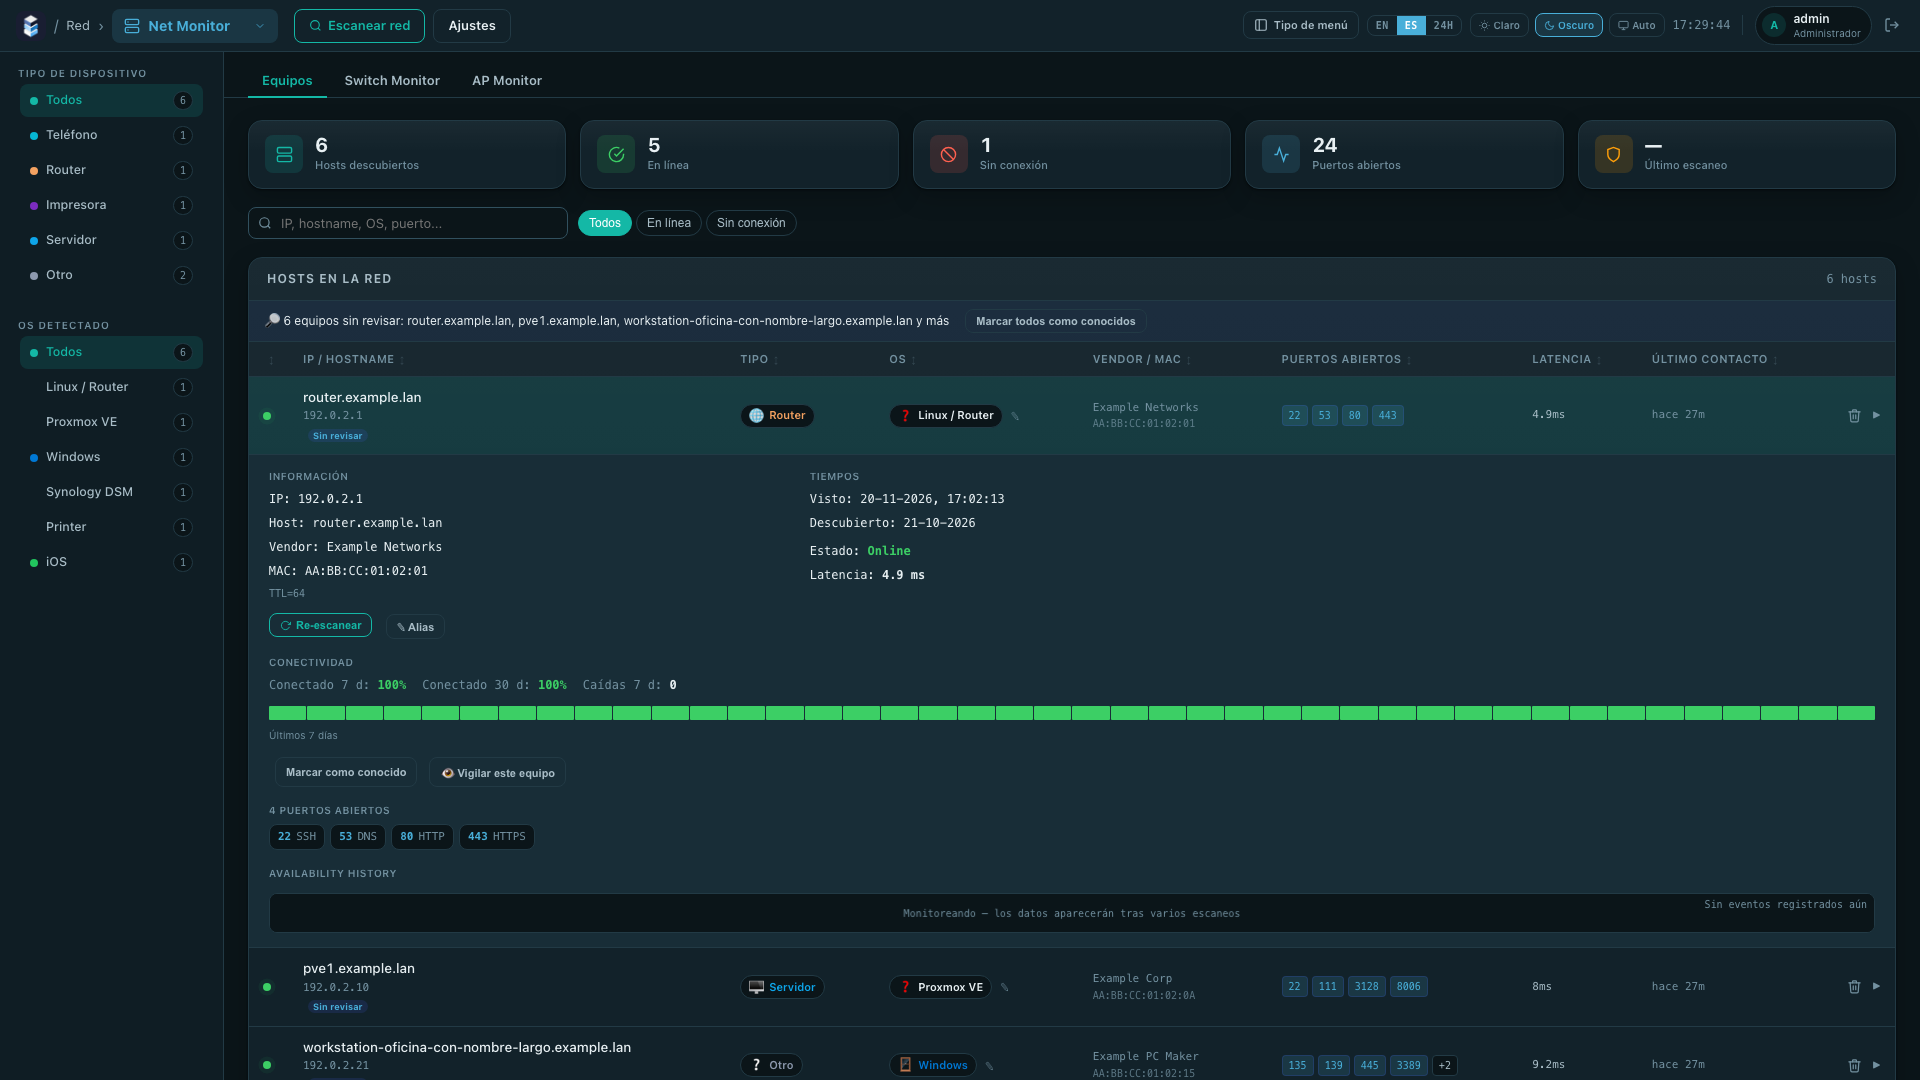 / Red › Net Monitor
Escanear red
Ajustes
Tipo de menú
EN ES 24H
Claro
Oscuro
Auto
17:29:44
A
admin
Administrador
TIPO DE DISPOSITIVO
Todos 6
Teléfono 1
Router 1
Impresora 1
Servidor 1
Otro 2
OS DETECTADO
Todos 6
Linux / Router 1
Proxmox VE 1
Windows 1
Synology DSM 1
Printer 1
iOS 1
Equipos
Switch Monitor
AP Monitor
6
Hosts descubiertos
5
En línea
1
Sin conexión
24
Puertos abiertos
—
Último escaneo
IP, hostname, OS, puerto...
Todos
En línea
Sin conexión
HOSTS EN LA RED
6 hosts
6 equipos sin revisar: router.example.lan, pve1.example.lan, workstation-oficina-con-nombre-largo.example.lan y más
Marcar todos como conocidos
IP / HOSTNAME TIPO OS VENDOR / MAC PUERTOS ABIERTOS LATENCIA ÚLTIMO CONTACTO
router.example.lan
192.0.2.1
Sin revisar
Router
? Linux / Router
Example Networks
AA:BB:CC:01:02:01
22 53 80 443
4.9ms
hace 27m
INFORMACIÓN
IP: 192.0.2.1
Host: router.example.lan
Vendor: Example Networks
MAC: AA:BB:CC:01:02:01
TTL=64
TIEMPOS
Visto: 20-11-2026, 17:02:13
Descubierto: 21-10-2026
Estado: Online
Latencia: 4.9 ms
Re-escanear
Alias
CONECTIVIDAD
Conectado 7 d: 100% Conectado 30 d: 100% Caídas 7 d: 0
Últimos 7 días
Marcar como conocido
Vigilar este equipo
4 PUERTOS ABIERTOS
22 SSH
53 DNS
80 HTTP
443 HTTPS
AVAILABILITY HISTORY
Monitoreando — los datos aparecerán tras varios escaneos
Sin eventos registrados aún
pve1.example.lan
192.0.2.10
Sin revisar
Servidor
? Proxmox VE
Example Corp
AA:BB:CC:01:02:0A
22 111 3128 8006
8ms
hace 27m
workstation-oficina-con-nombre-largo.example.lan
192.0.2.21
? Otro
Windows
Example PC Maker
AA:BB:CC:01:02:15
135 139 445 3389 +2
9.2ms
hace 27m